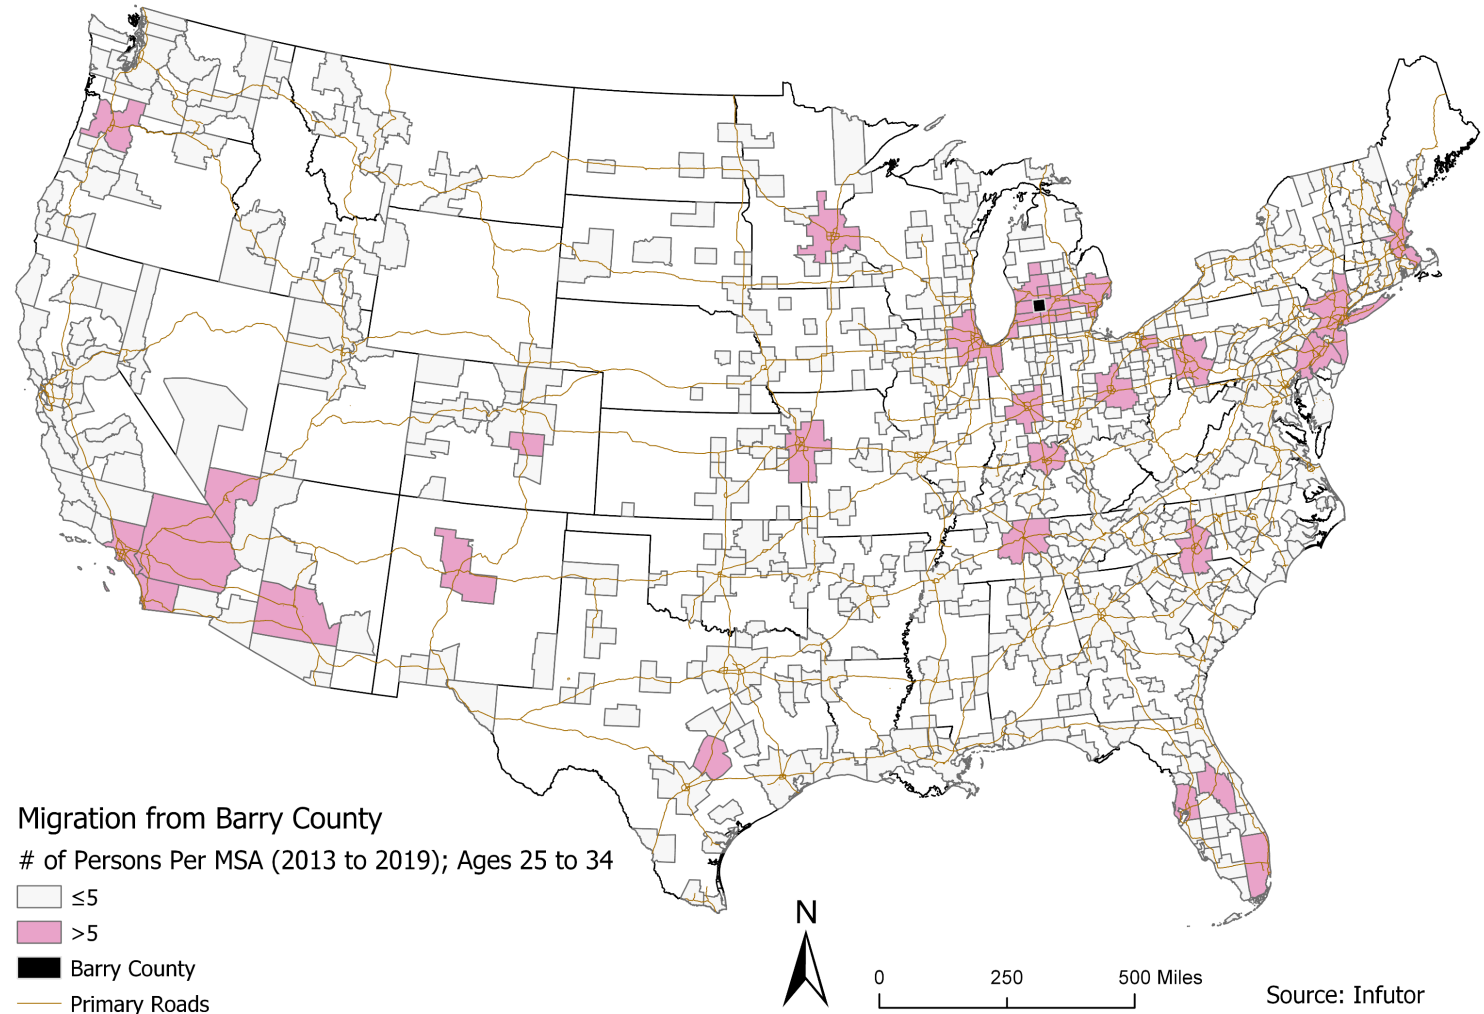 Migration from Barry County
# of Persons Per MSA (2013 to 2019); Ages 25 to 34
≤5
>5
Barry County
Primary Roads
N
0 250 500 Miles
Source: Infutor